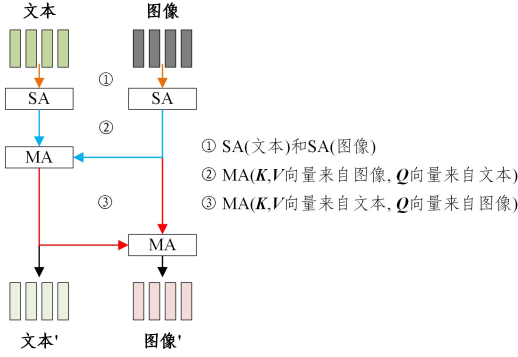 文本 图像
①
SA SA
②
MA
① SA(文本)和SA(图像)
② MA(K,V向量来自图像, Q向量来自文本)
③ MA(K,V向量来自文本, Q向量来自图像)
③
MA
文本' 图像'